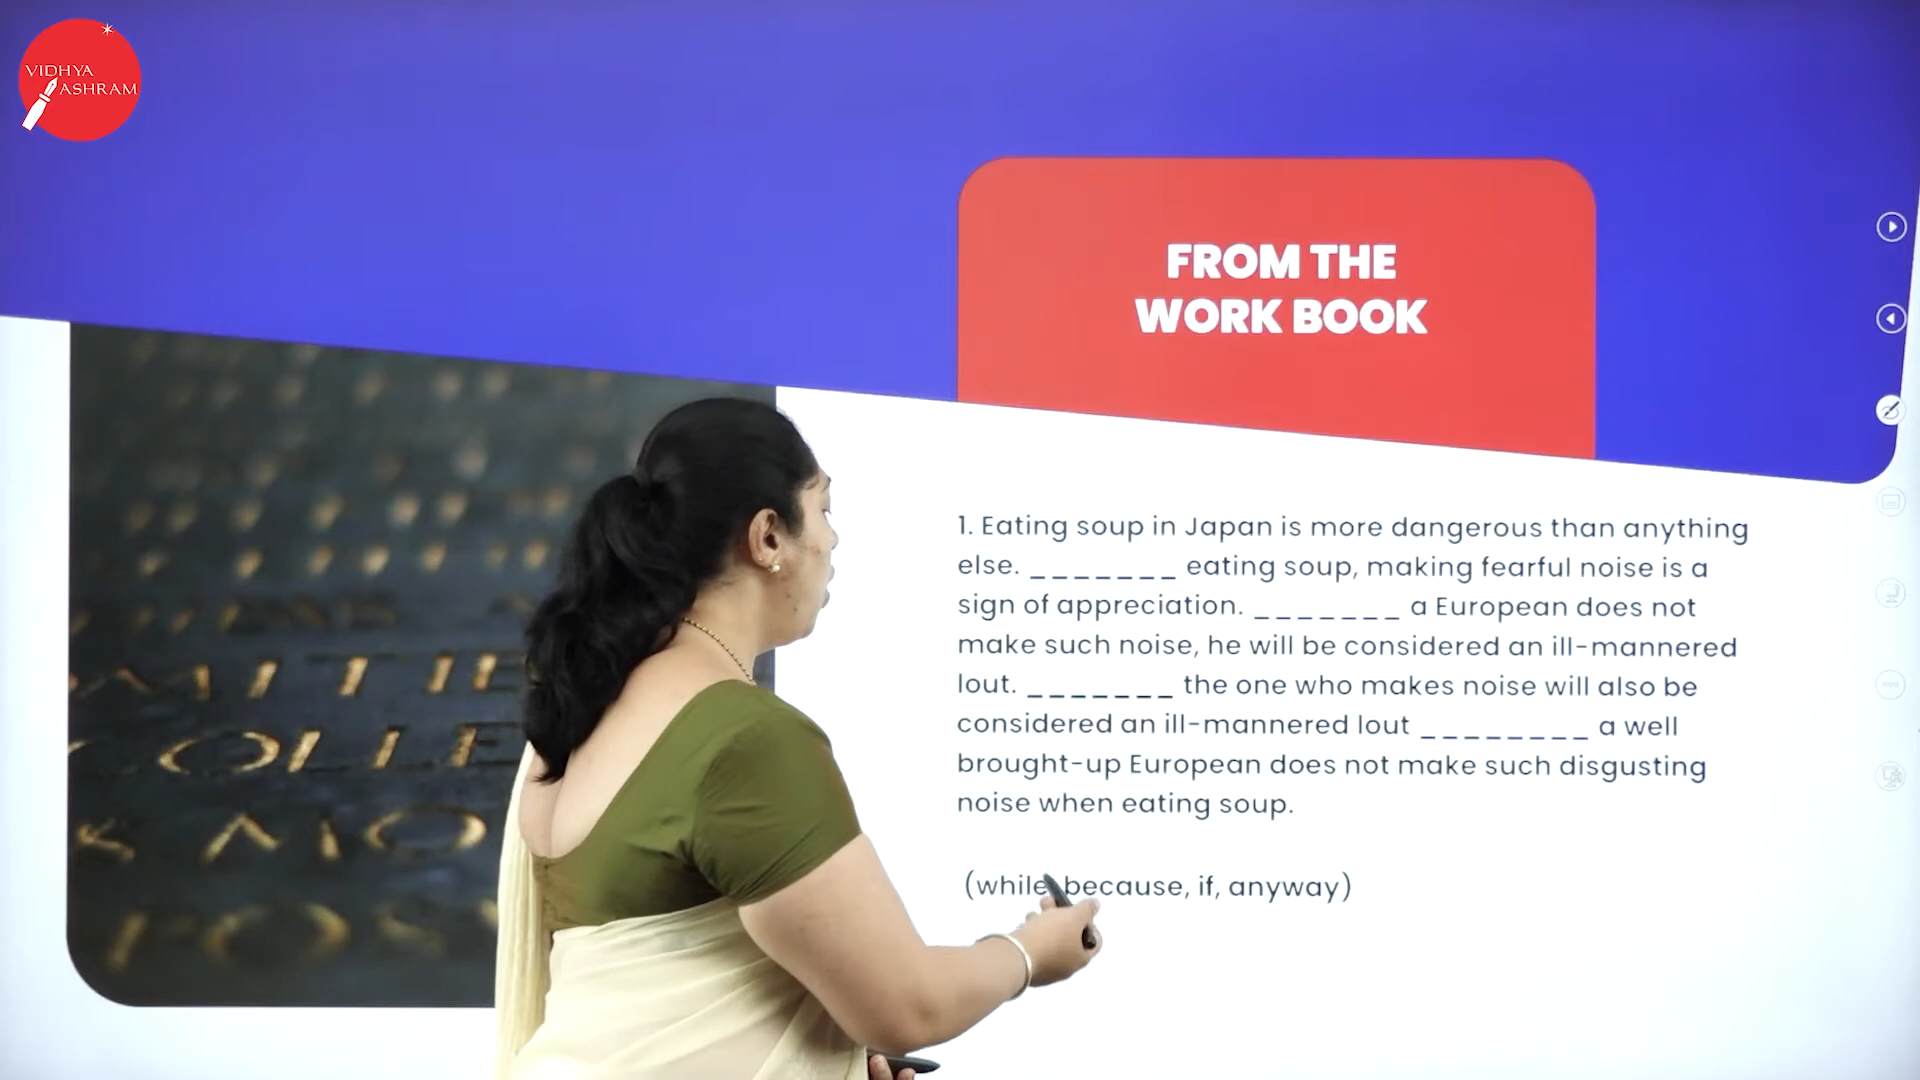 VIDHYA
ASHRAM
FROM THE
WORK BOOK
1. Eating soup in Japan is more dangerous than anything
else. _______ eating soup, making fearful noise is a
sign of appreciation. _______ a European does not
make such noise, he will be considered an ill-mannered
lout. _______ the one who makes noise will also be
considered an ill-mannered lout ________ a well
brought-up European does not make such disgusting
noise when eating soup.
(while, because, if, anyway)